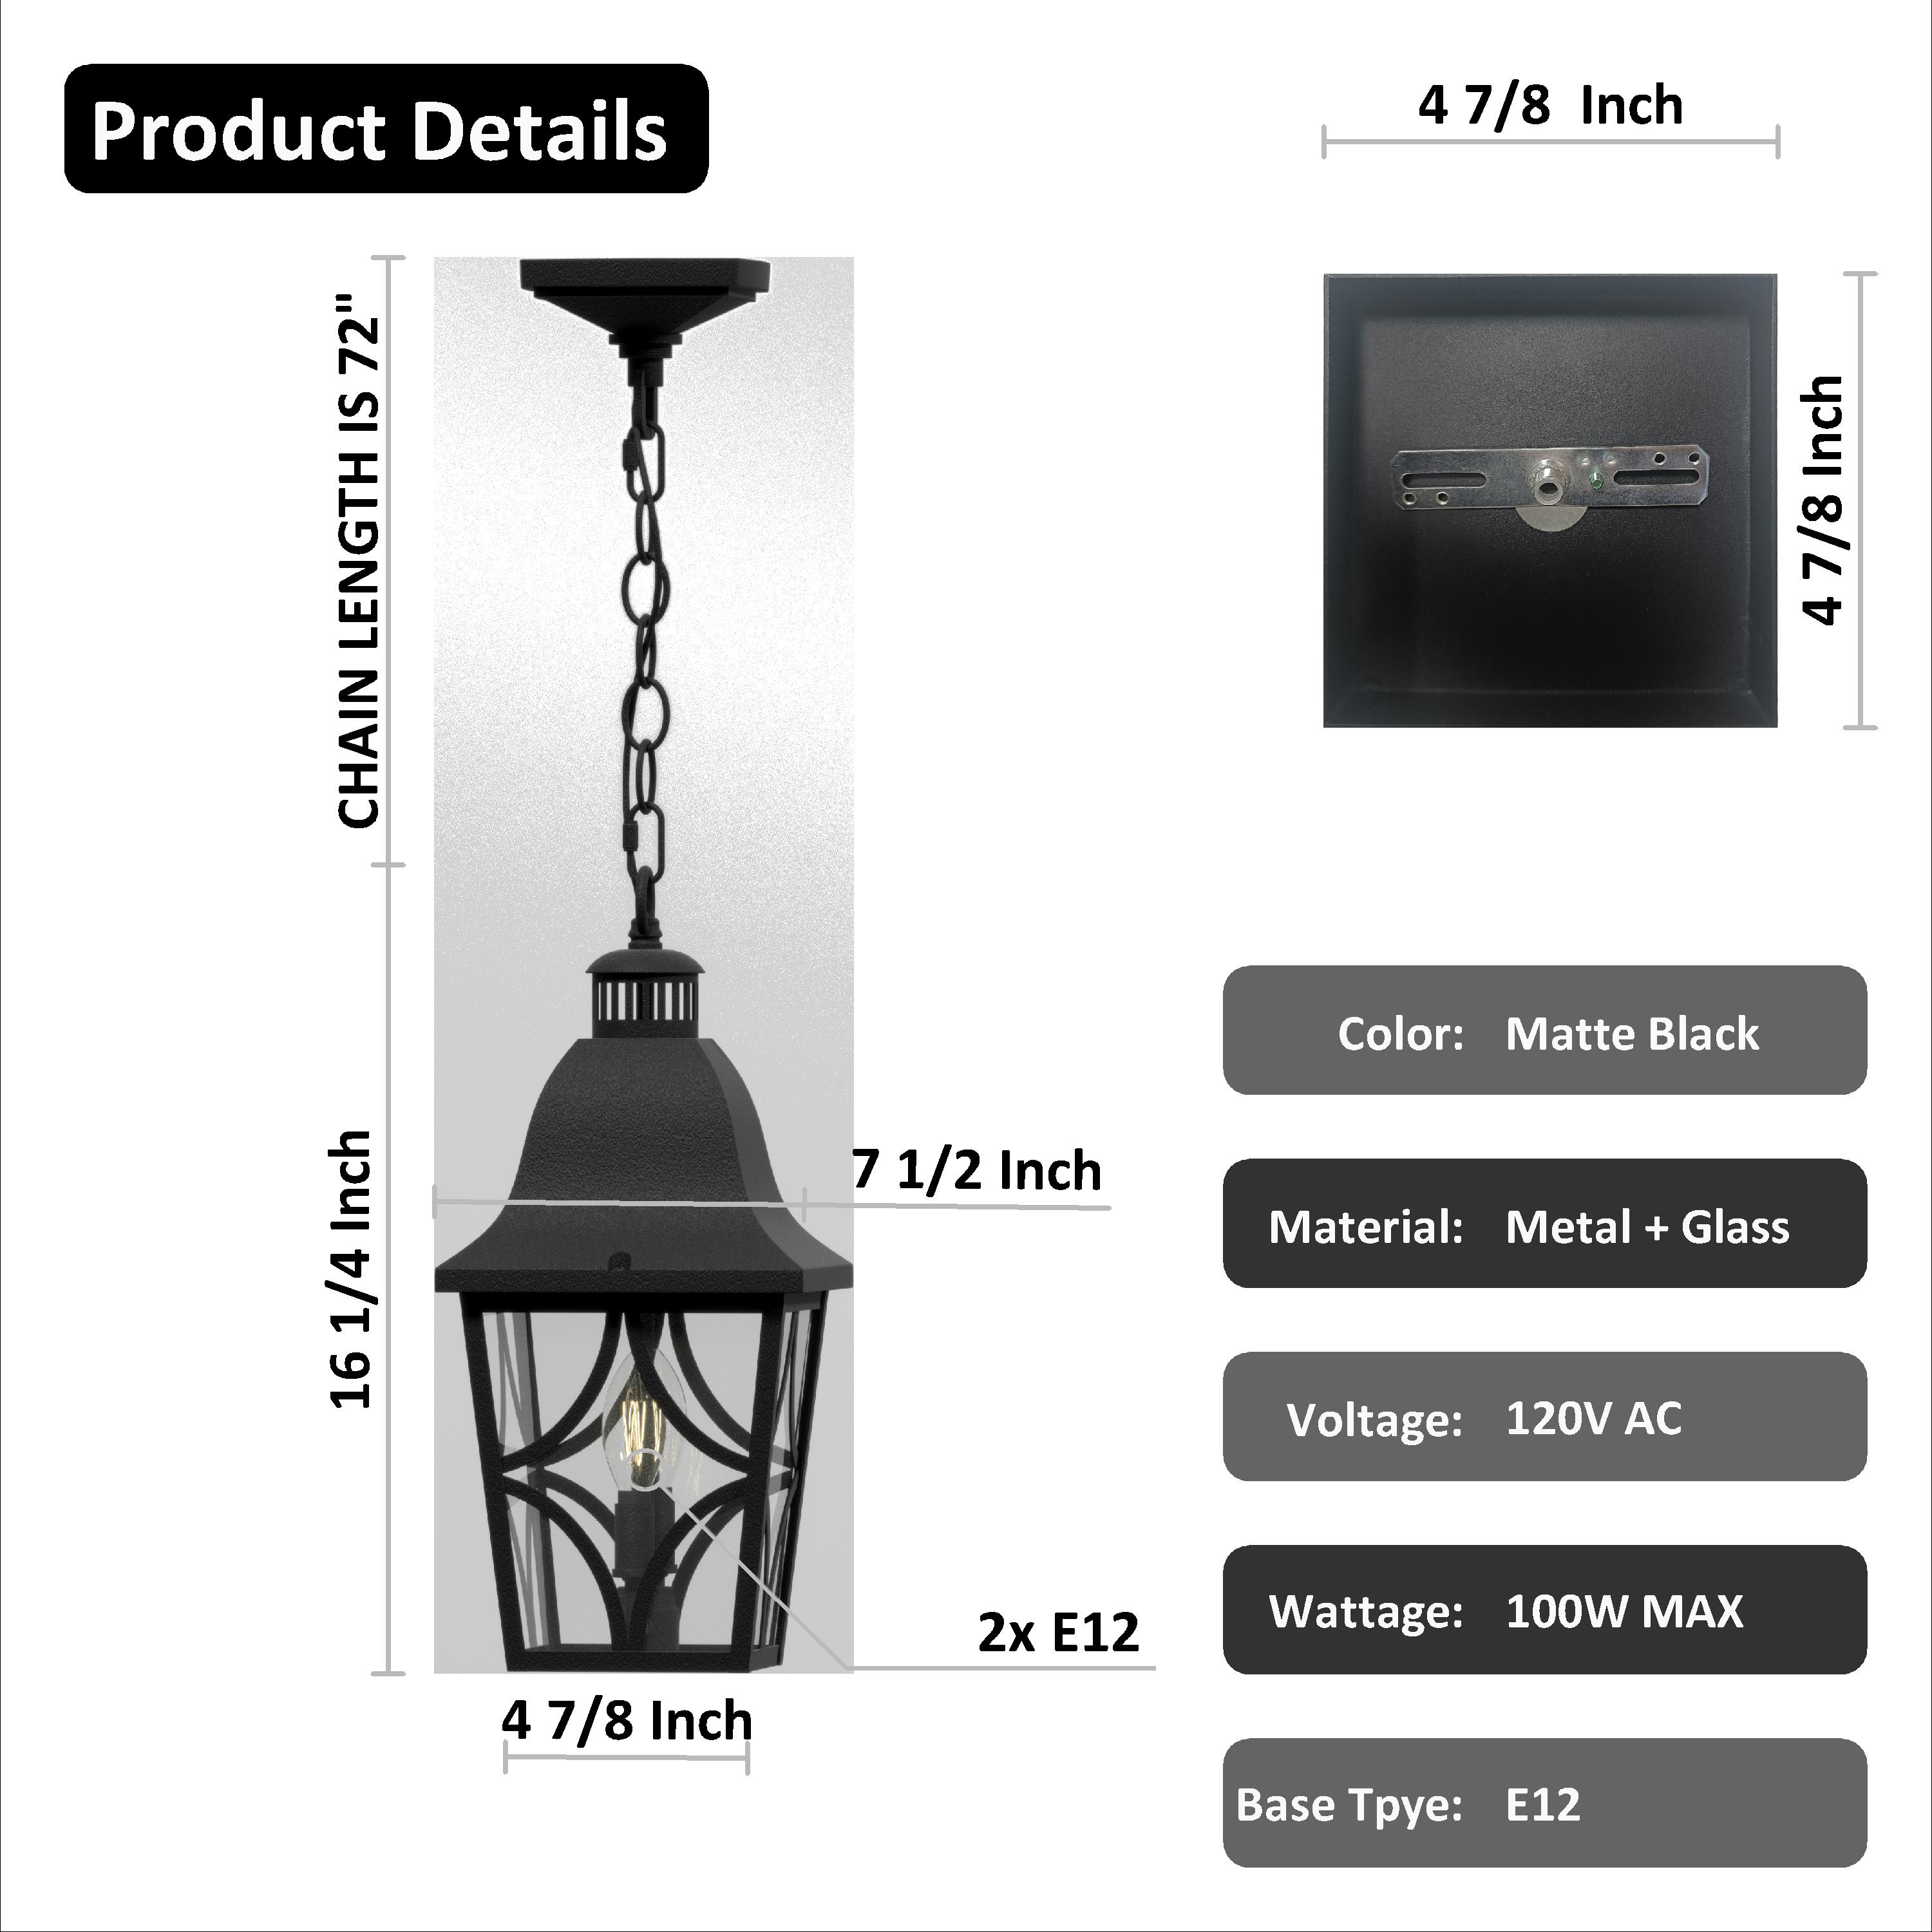 Product Details
4 7/8 Inch
4 7/8 Inch
CHAIN LENGTH IS 72"
16 1/4 Inch
7 1/2 Inch
2x E12
4 7/8 Inch
Color: Matte Black
Material: Metal + Glass
Voltage: 120V AC
Wattage: 100W MAX
Base Tpye: E12